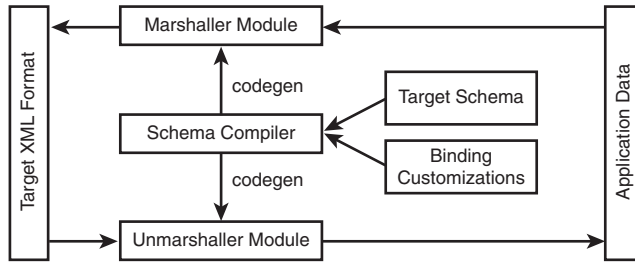 Target XML Format
Marshaller Module
codegen
Schema Compiler
codegen
Unmarshaller Module
Target Schema
Binding
Customizations
Application Data